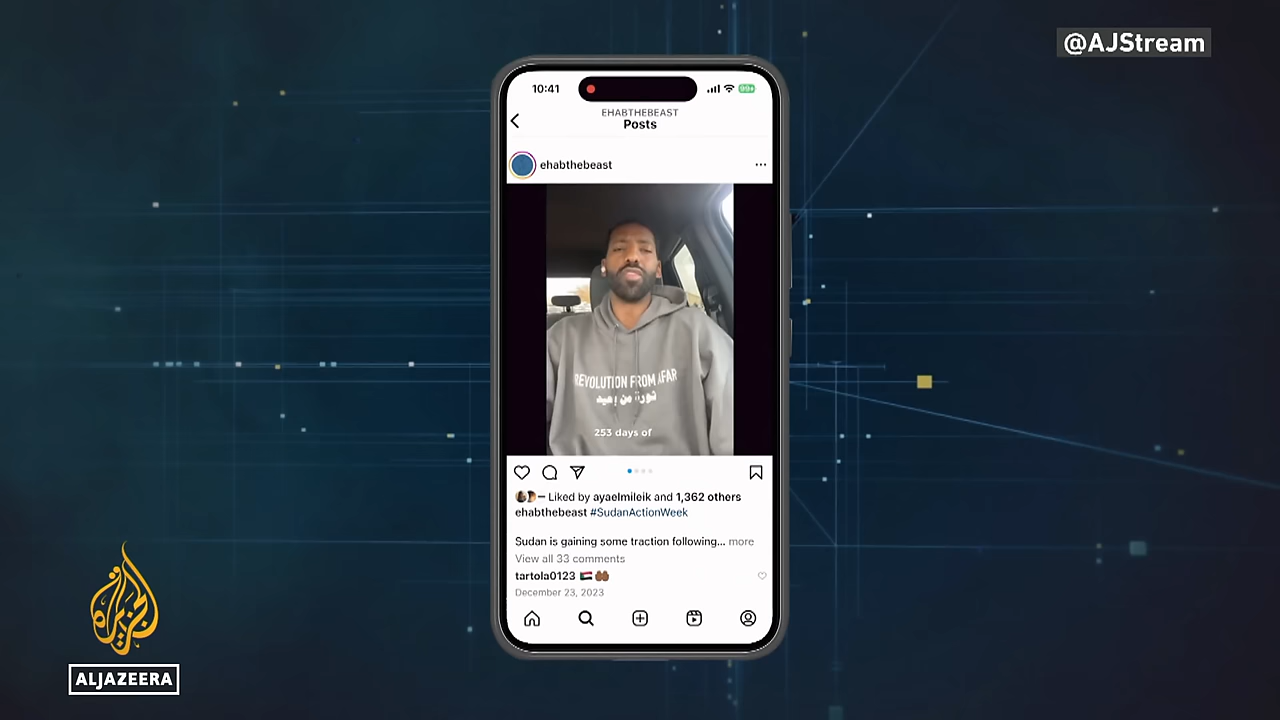 @AJStream
10:41
99+
EHABTHEBEAST
Posts
ehabthebeast
REVOLUTION FROM AFAR
ثورة من بعيد
253 days of
Liked by ayaelmileik and 1,362 others
ehabthebeast #SudanActionWeek
Sudan is gaining some traction following... more
View all 33 comments
tartola0123
December 23, 2023
الجزيرة
ALJAZEERA